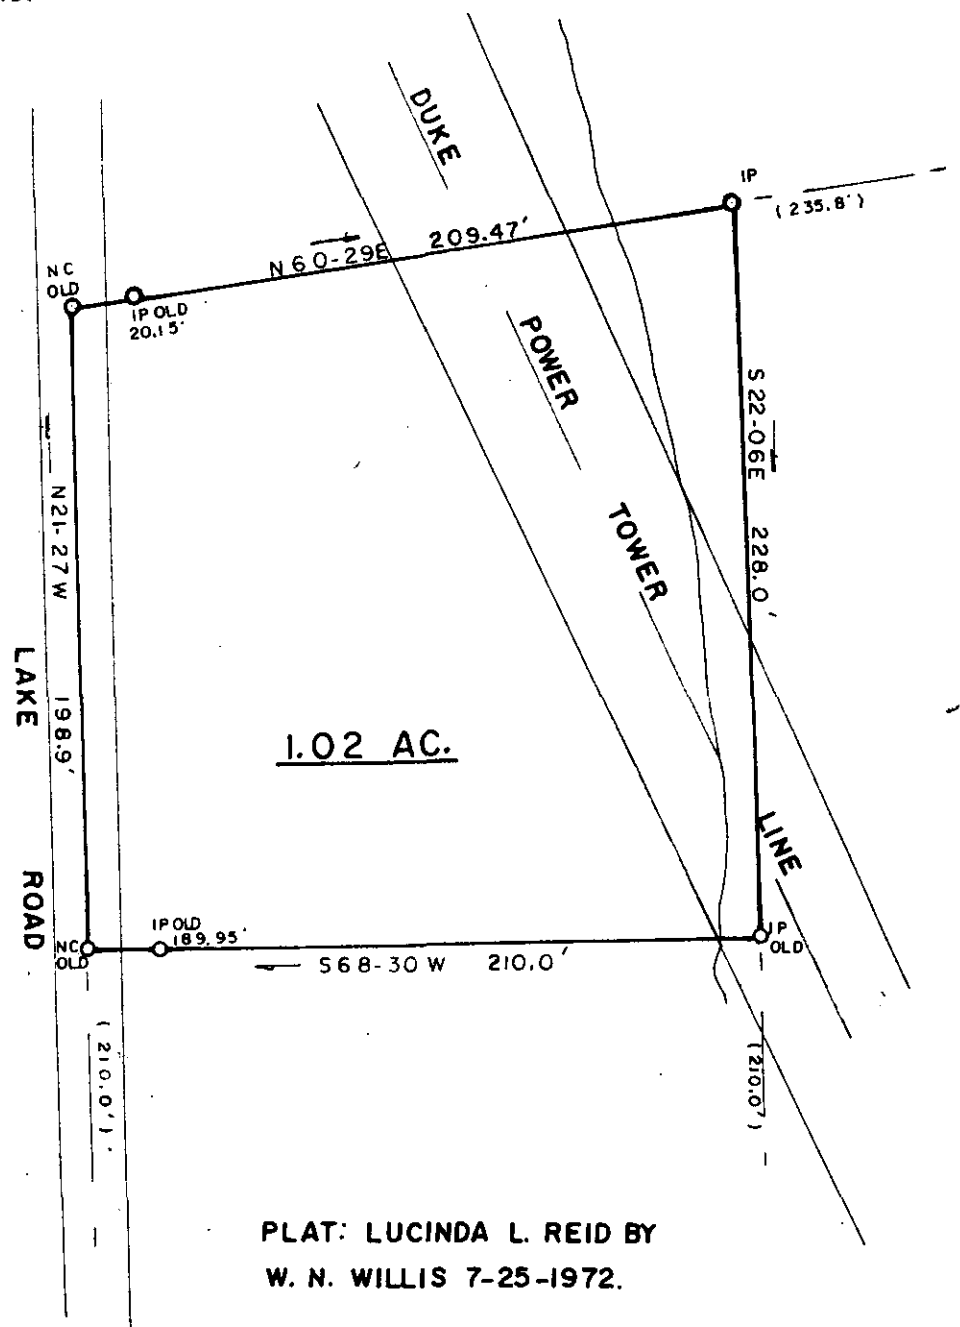 DUKE
IP
(235.8')
N 60-29E 209.47'
NC
OLD
IP OLD
20.15'
POWER
S 22-06E 228.0'
N21-27 W 198.9'
TOWER
LAKE ROAD
1.02 AC.
LINE
IP OLD
189.95'
NC
OLD
IP
OLD
S68-30 W 210.0'
(210.0')
(210.0')
PLAT: LUCINDA L. REID BY
W. N. WILLIS 7-25-1972.